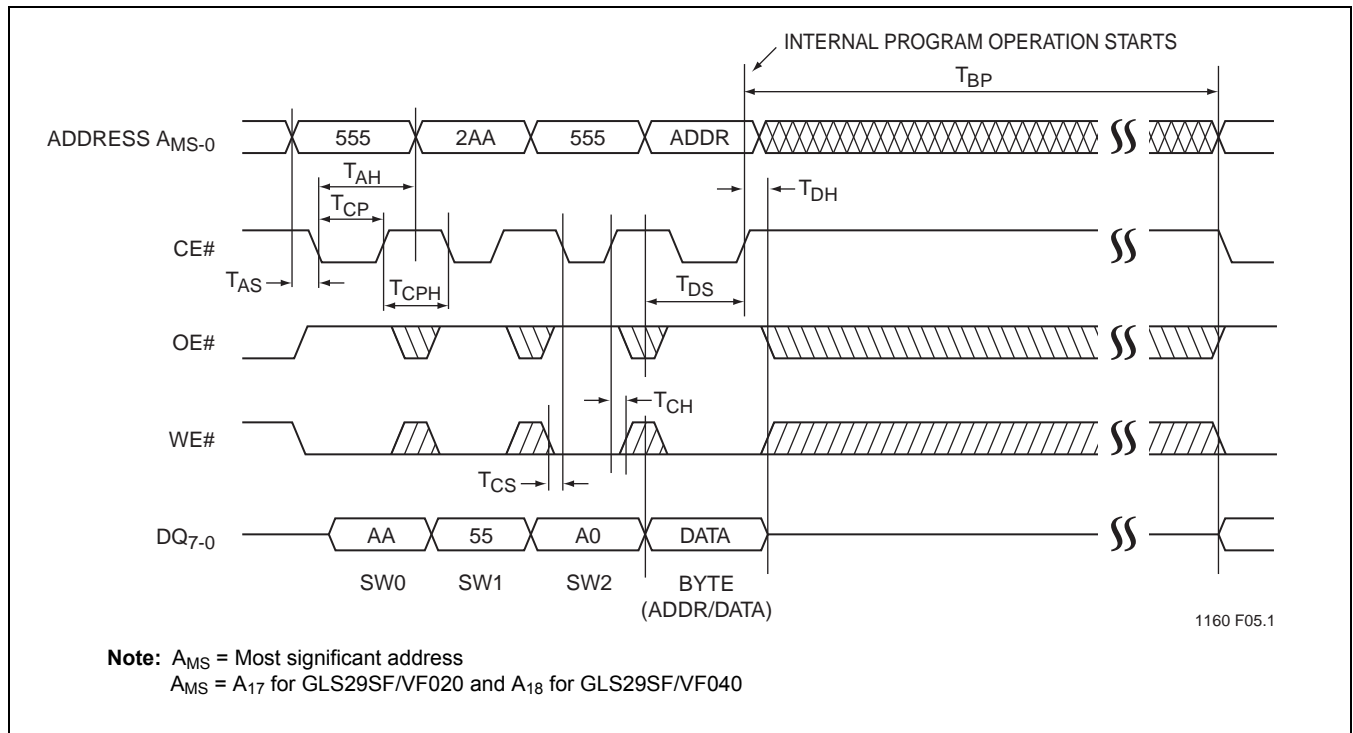 INTERNAL PROGRAM OPERATION STARTS
TBP
ADDRESS AMS-0
555 2AA 555 ADDR
TAH
TDH
TCP
CE#
TAS
TCPH
TDS
OE#
TCH
WE#
TCS
DQ7-0
AA 55 A0 DATA
SW0 SW1 SW2 BYTE
(ADDR/DATA)
1160 F05.1
Note: AMS = Most significant address
AMS = A17 for GLS29SF/VF020 and A18 for GLS29SF/VF040